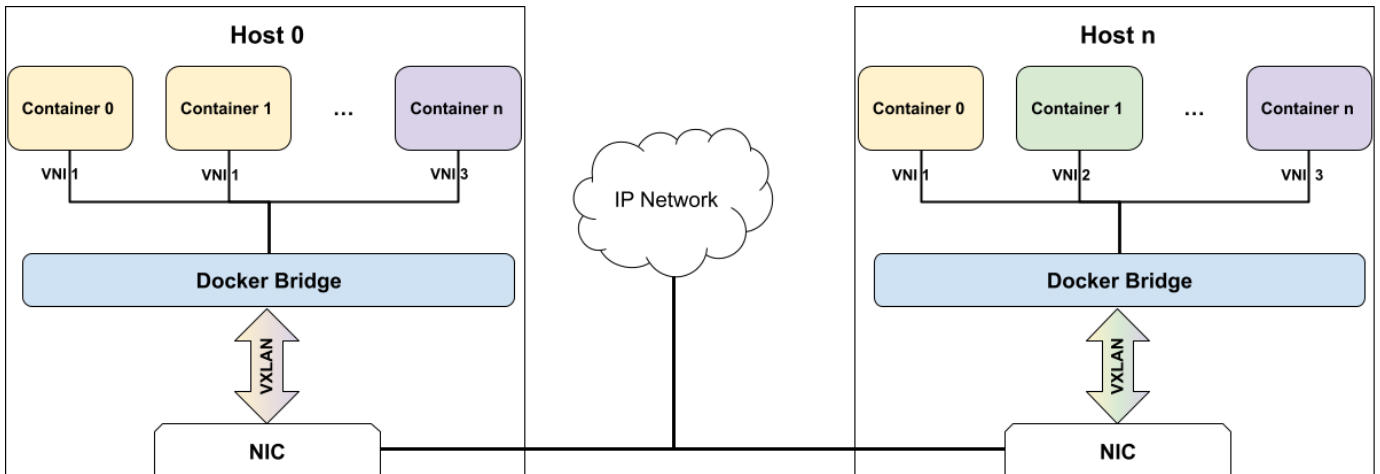 Host 0
Host n
Container 0
Container 1
...
Container n
Container 0
Container 1
...
Container n
VNI 1
VNI 1
VNI 3
VNI 1
VNI 2
VNI 3
IP Network
Docker Bridge
Docker Bridge
VXLAN
VXLAN
NIC
NIC